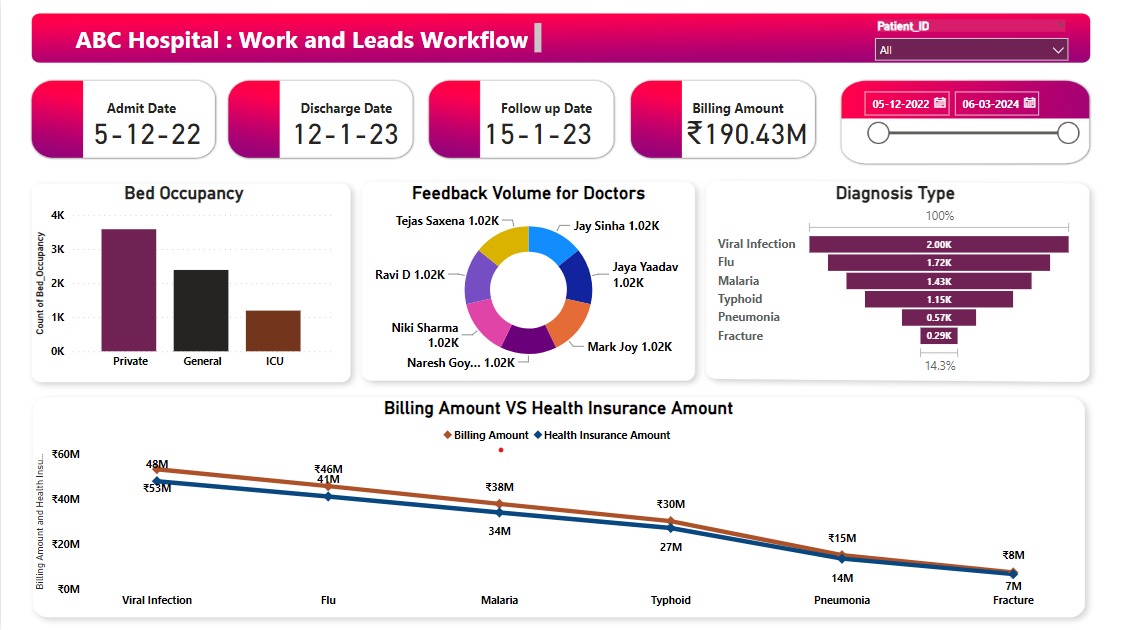 ABC Hospital : Work and Leads Workflow
Patient_ID
All
Admit Date
5-12-22
Discharge Date
12-1-23
Follow up Date
15-1-23
Billing Amount
₹190.43M
05-12-2022
06-03-2024
Bed Occupancy
Count of Bed_Occupancy
4K
3K
2K
1K
0K
Private
General
ICU
Feedback Volume for Doctors
Tejas Saxena 1.02K
Jay Sinha 1.02K
Ravi D 1.02K
Jaya Yaadav
1.02K
Niki Sharma
1.02K
Mark Joy 1.02K
Naresh Goy... 1.02K
Diagnosis Type
100%
Viral Infection 2.00K
Flu 1.72K
Malaria 1.43K
Typhoid 1.15K
Pneumonia 0.57K
Fracture 0.29K
14.3%
Billing Amount VS Health Insurance Amount
Billing Amount Health Insurance Amount
Billing Amount and Health Insu...
₹60M
₹40M
₹20M
₹0M
48M
₹53M
₹46M
41M
₹38M
34M
₹30M
27M
₹15M
14M
₹8M
7M
Viral Infection
Flu
Malaria
Typhoid
Pneumonia
Fracture